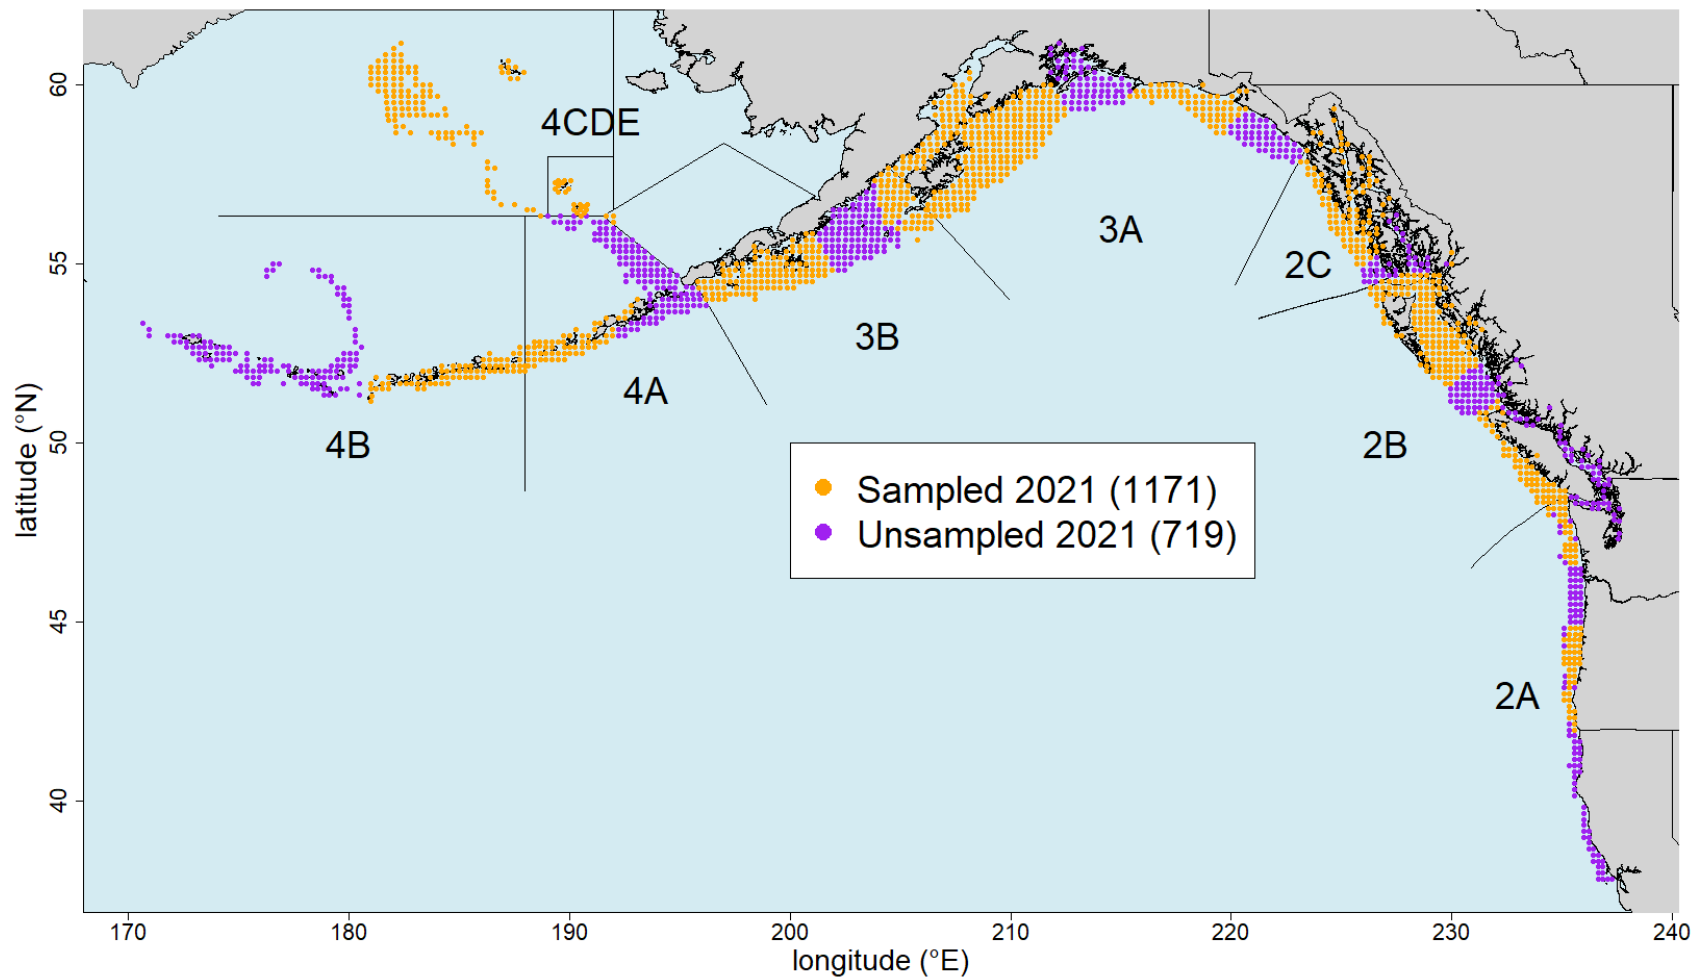 60
55
50
45
40
latitude (°N)
4CDE
3A
2C
3B
4A
2B
4B
2A
Sampled 2021 (1171)
Unsampled 2021 (719)
170 180 190 200 210 220 230 240
longitude (°E)